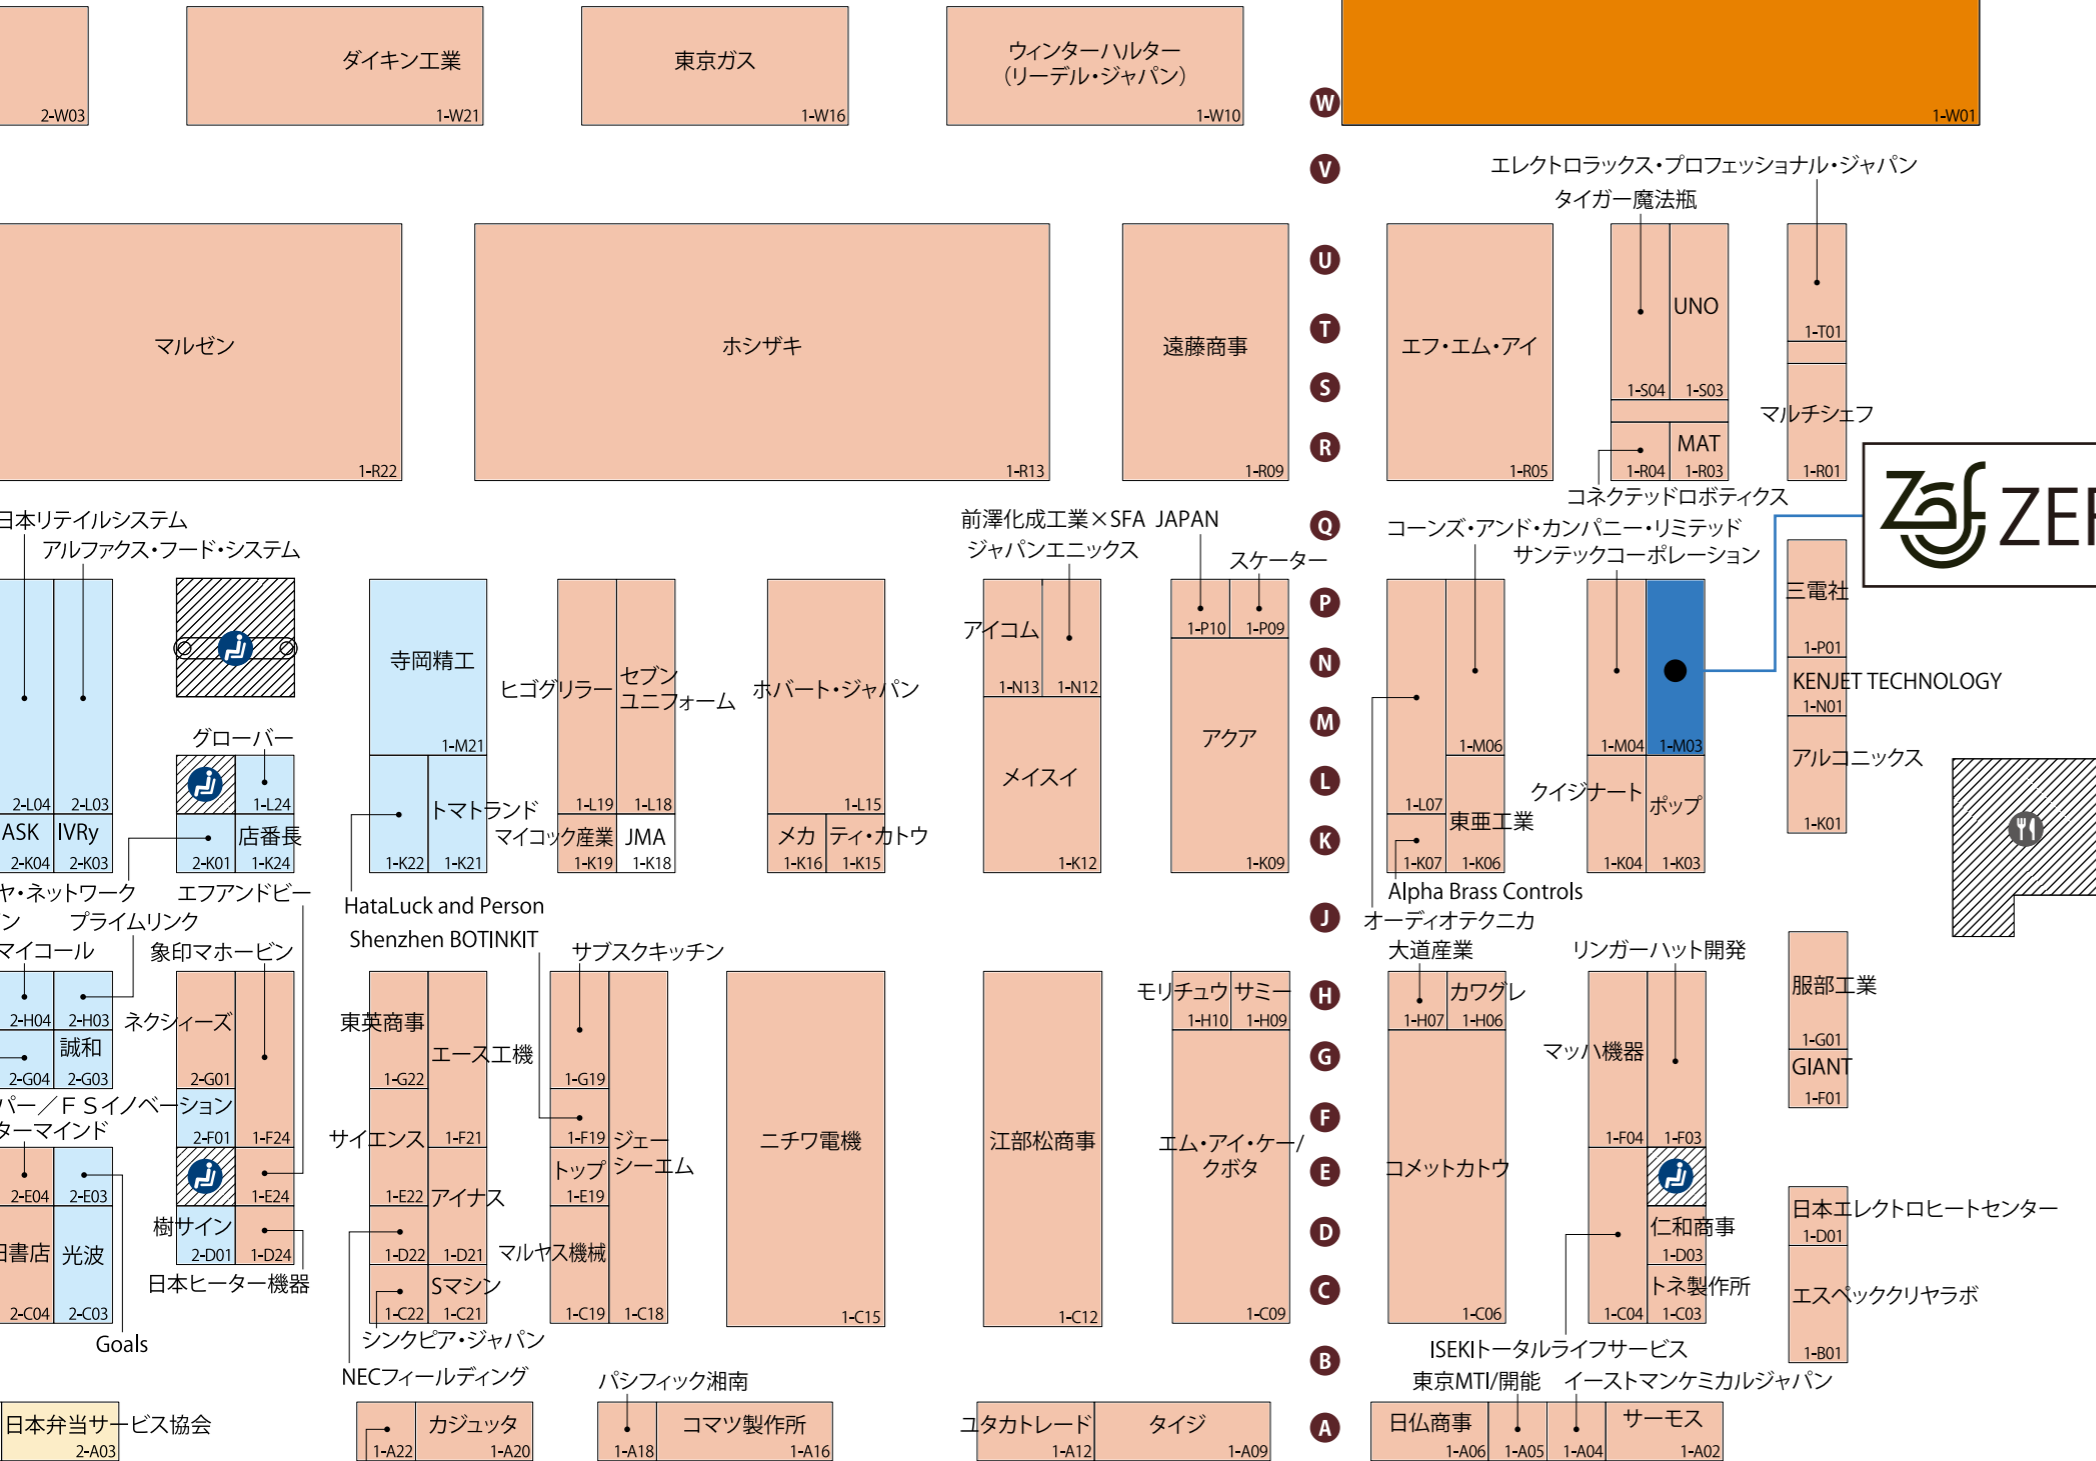 ダイキン工業
東京ガス
ウィンターハルター
（リーデル・ジャパン）
2-W03
1-W21
1-W16
1-W10
W
1-W01
V
エレクトロラックス・プロフェッショナル・ジャパン
タイガー魔法瓶
U
UNO
T
1-T01
マルゼン
ホシザキ
遠藤商事
エフ・エム・アイ
S
1-S04
1-S03
マルチシェフ
R
MAT
1-R22
1-R13
1-R09
1-R05
1-R04
1-R03
1-R01
コネクテッドロボティクス
Zef ZE
日本リテイルシステム
前澤化成工業×SFA JAPAN
Q
コーンズ・アンド・カンパニー・リミテッド
アルファクス・フード・システム
ジャパンエニックス
スケーター
サンテックコーポレーション
P
三電社
1-P10
1-P09
1-P01
アイコム
寺岡精工
N
1-N13
1-N12
ヒゴグリラー
セブン
ユニフォーム
ホバート・ジャパン
KENJET TECHNOLOGY
1-N01
M
グローバー
1-M21
アクア
1-M06
1-M04
1-M03
アルコニックス
メイスイ
L
2-L04
2-L03
1-L24
トマトランド
1-L19
1-L18
1-L15
1-L07
クイジナート
ポップ
東亜工業
ASK
IVRy
店番長
マイコック産業
JMA
メカ
ティ・カトウ
K
1-K01
2-K04
2-K03
2-K01
1-K24
1-K22
1-K21
1-K19
1-K18
1-K16
1-K15
1-K12
1-K09
1-K07
1-K06
1-K04
1-K03
ヤ・ネットワーク
エフアンドビー
HataLuck and Person
Alpha Brass Controls
ン
プライムリンク
J
オーディオテクニカ
Shenzhen BOTINKIT
マイコール
象印マホービン
サブスクキッチン
大道産業
リンガーハット開発
モリチュウ
サミー
H
カワグレ
服部工業
2-H04
2-H03
ネクシィーズ
東英商事
1-H10
1-H09
1-H07
1-H06
誠和
エース工機
マッハ機器
G
1-G01
2-G04
2-G03
2-G01
1-G22
1-G19
GIANT
1-F01
パー／ＦＳイノベーション
F
ターマインド
2-F01
1-F24
サイエンス
1-F21
1-F19
ジェー
シーエム
ニチワ電機
江部松商事
エム・アイ・ケー/
クボタ
1-F04
1-F03
トップ
E
コメットカトウ
2-E04
2-E03
1-E24
1-E22
アイナス
1-E19
日本エレクトロヒートセンター
樹サイン
D
仁和商事
1-D01
田書店
光波
2-D01
1-D24
1-D22
1-D21
マルヤス機械
1-D03
日本ヒーター機器
Sマシン
C
トネ製作所
エスペッククリヤラボ
2-C04
2-C03
1-C22
1-C21
1-C19
1-C18
1-C15
1-C12
1-C09
1-C06
1-C04
1-C03
Goals
シンクピア・ジャパン
ISEKIトータルライフサービス
B
1-B01
NECフィールディング
パシフィック湘南
東京MTI/開能
イーストマンケミカルジャパン
日本弁当サービス協会
カジュッタ
コマツ製作所
ユタカトレード
タイジ
A
日仏商事
サーモス
2-A03
1-A22
1-A20
1-A18
1-A16
1-A12
1-A09
1-A06
1-A05
1-A04
1-A02